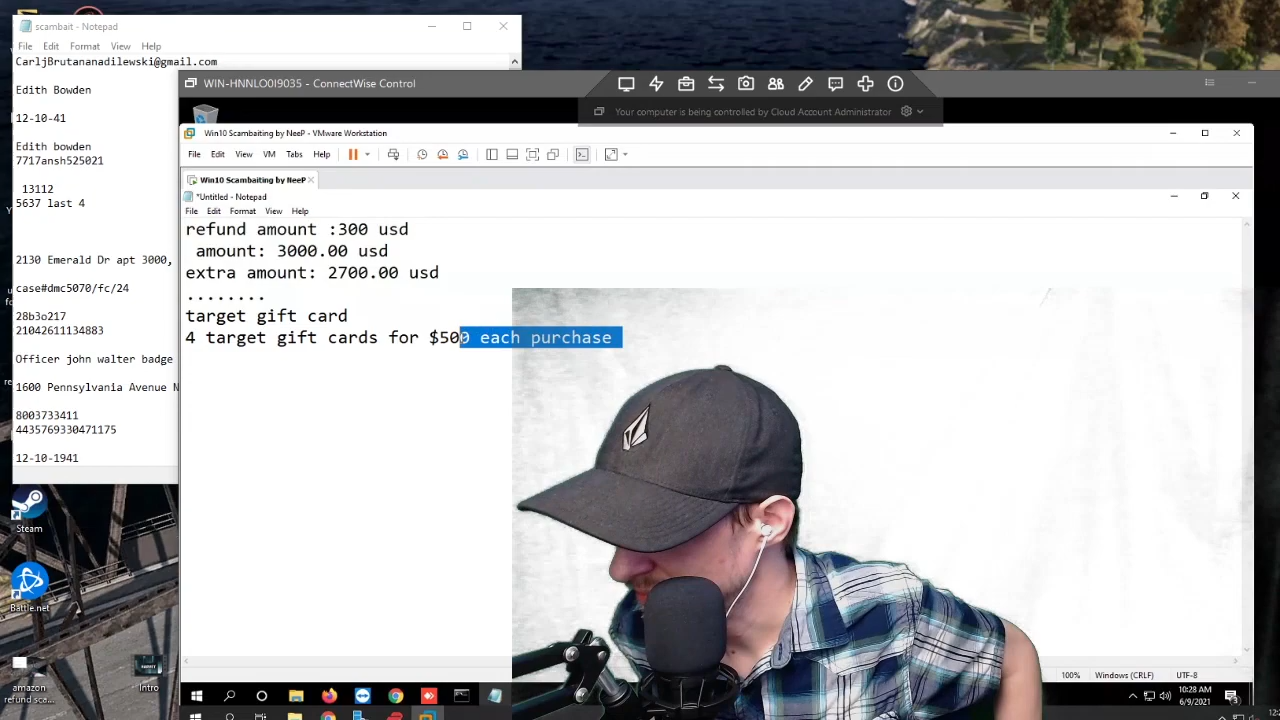 scambait - Notepad
File Edit Format View Help
CarljBrutananadilewski@gmail.com
Edith Bowden
12-10-41
Edith bowden
7717ansh525021
13112
5637 last 4
2130 Emerald Dr apt 3000,
case#dmc5070/fc/24
28b3o217
21042611134883
Officer john walter badge
1600 Pennsylvania Avenue N
8003733411
4435769330471175
12-10-1941
WIN-HNNLO0I9035 - ConnectWise Control
Your computer is being controlled by Cloud Account Administrator
Win10 Scambaiting by NeeP - VMware Workstation
File Edit View VM Tabs Help
Win10 Scambaiting by NeeP
*Untitled - Notepad
File Edit Format View Help
refund amount :300 usd
amount: 3000.00 usd
extra amount: 2700.00 usd
........
target gift card
4 target gift cards for $500 each purchase
100% Windows (CRLF) UTF-8
Steam
Battle.net
amazon
refund sca...
Intro
10:28 AM
6/9/2021